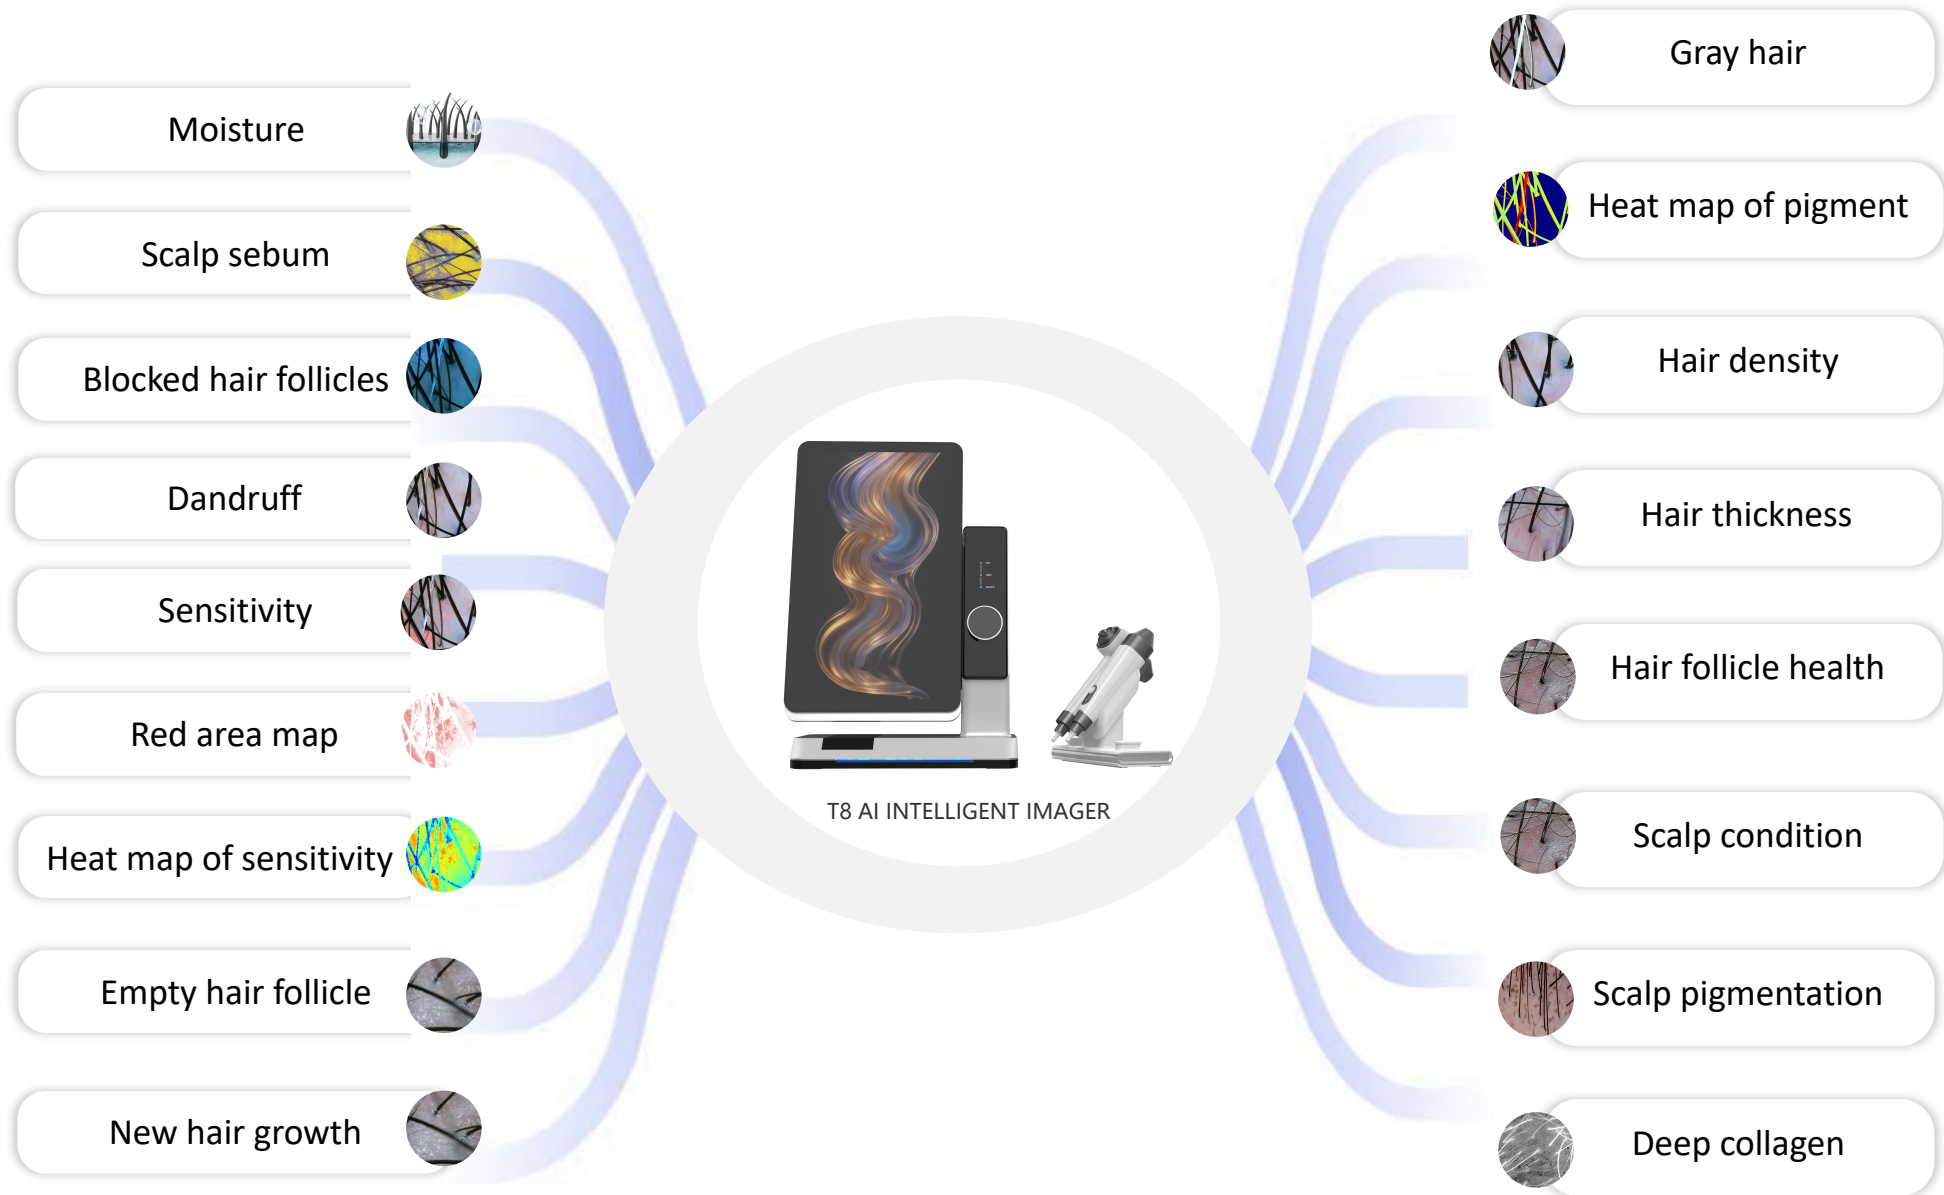 Moisture
Scalp sebum
Blocked hair follicles
Dandruff
Sensitivity
Red area map
Heat map of sensitivity
Empty hair follicle
New hair growth
T8 AI INTELLIGENT IMAGER
Gray hair
Heat map of pigment
Hair density
Hair thickness
Hair follicle health
Scalp condition
Scalp pigmentation
Deep collagen